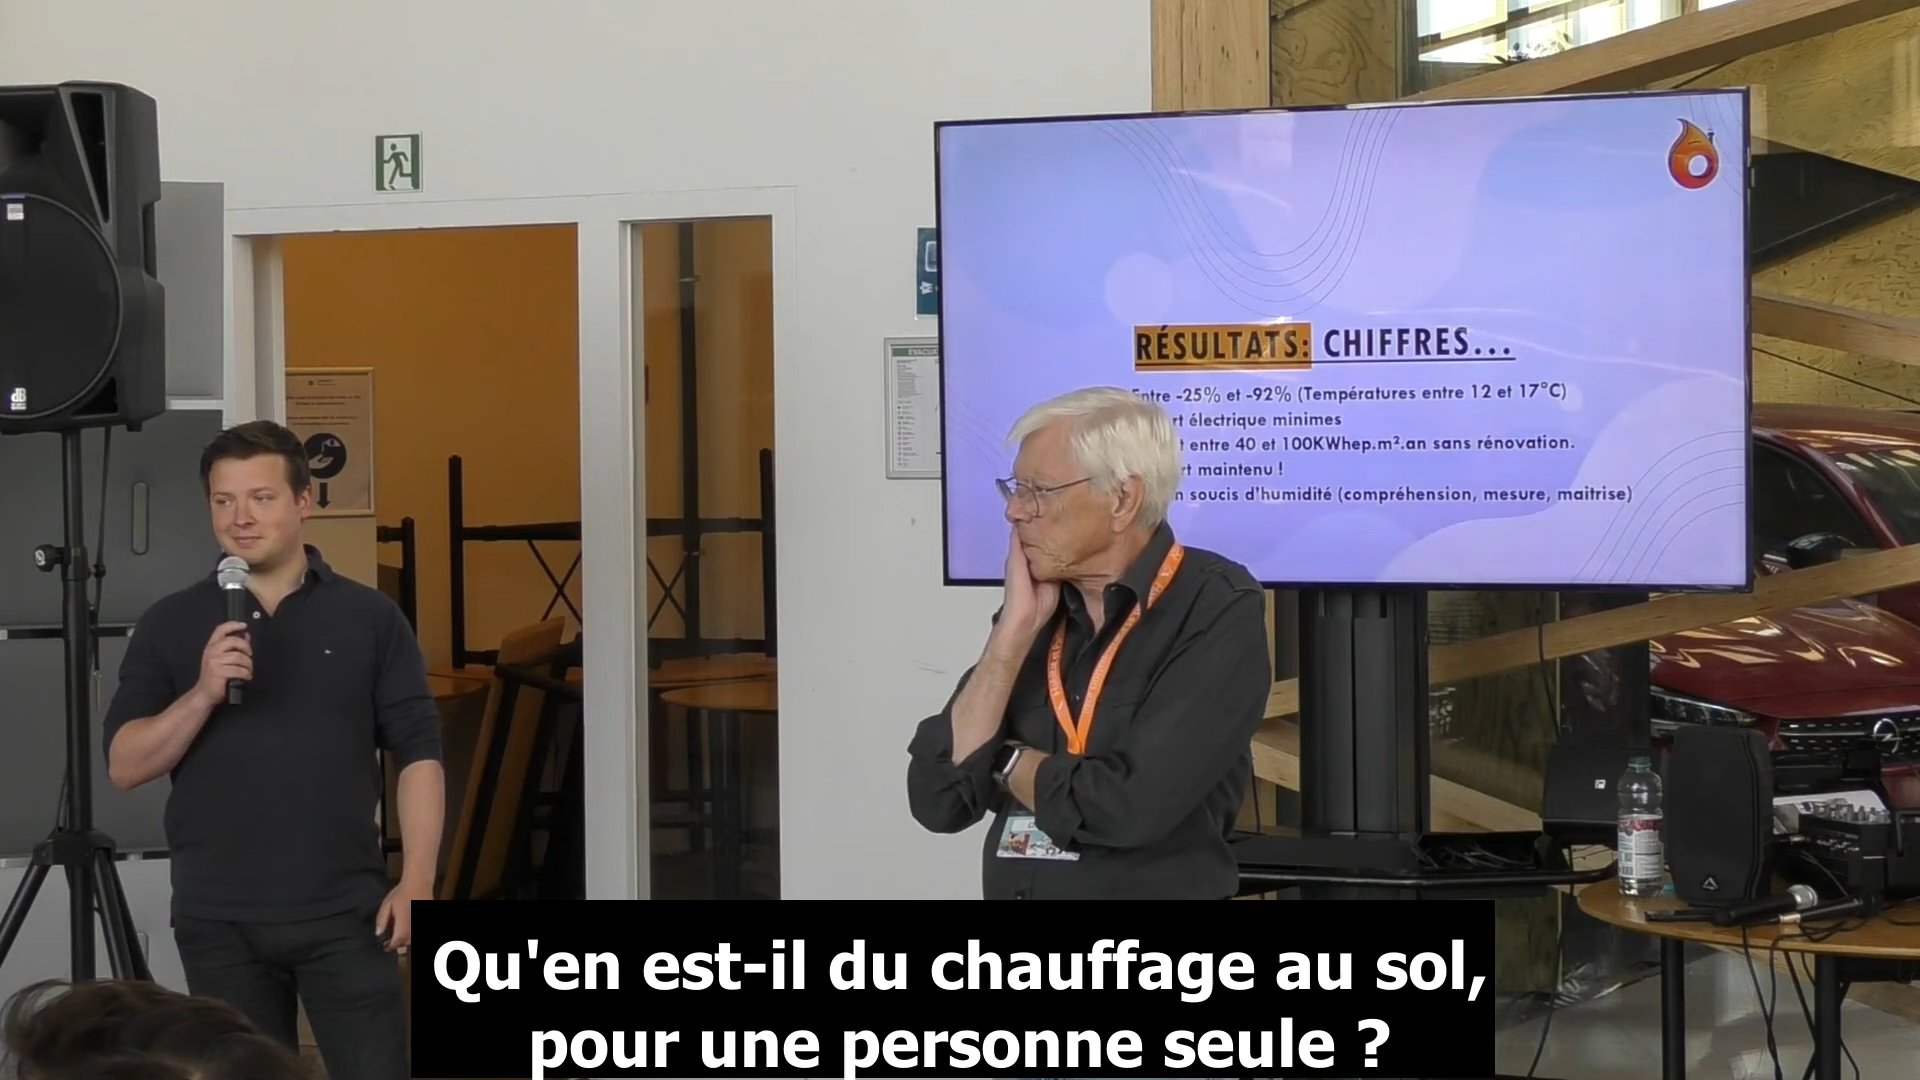 RÉSULTATS: CHIFFRES...
Entre -25% et -92% (Températures entre 12 et 17°C)
électrique minimes
entre 40 et 100KWhep.m².an sans rénovation.
maintenu !
soucis d'humidité (compréhension, mesure, maitrise)
Qu'en est-il du chauffage au sol,
pour une personne seule ?